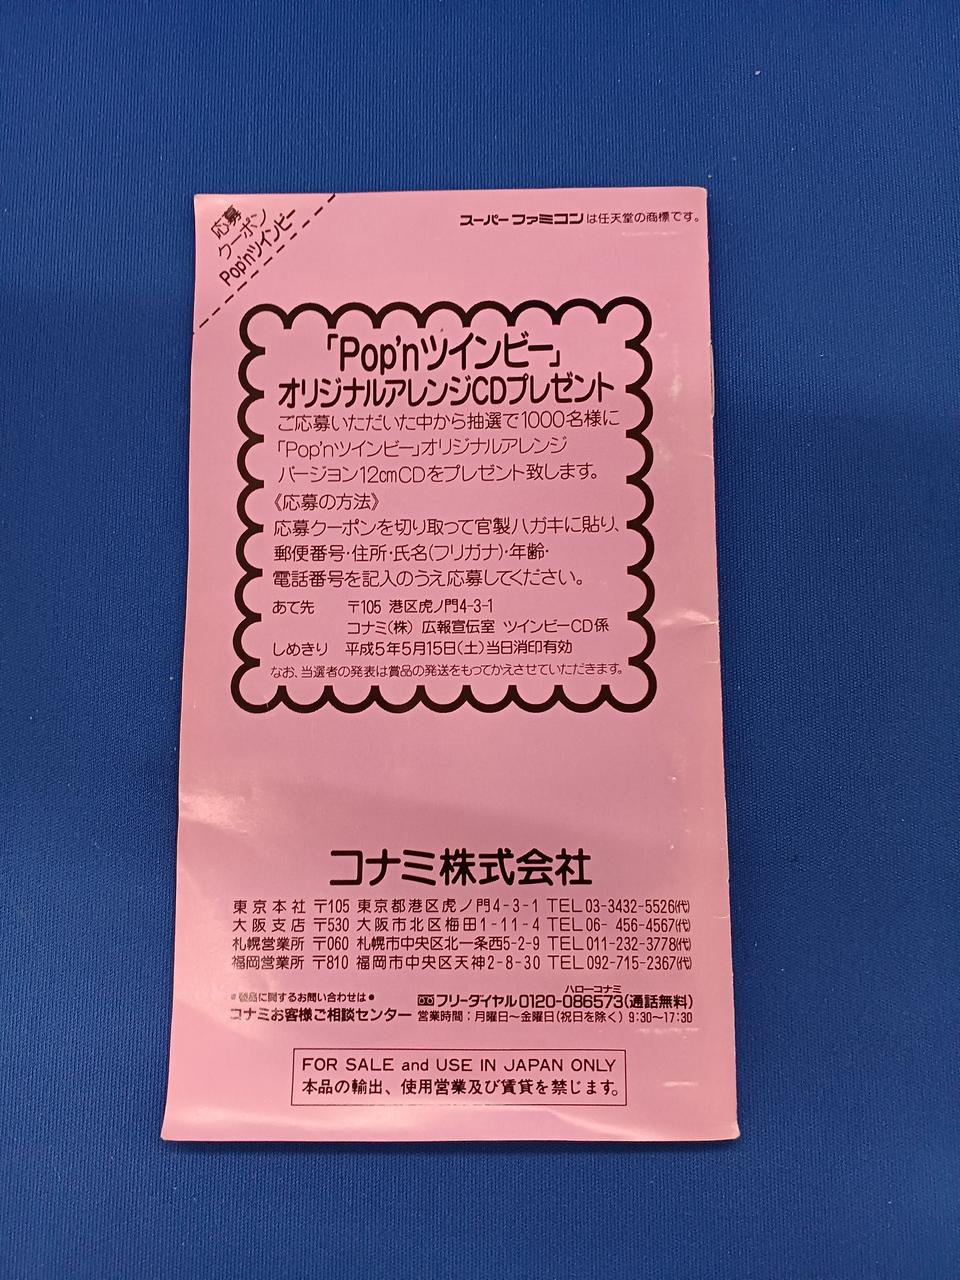 応募
クーポン
Pop'nツインビー
スーパーファミコンは任天堂の商標です。
「Pop'nツインビー」
オリジナルアレンジCDプレゼント
ご応募いただいた中から抽選で1000名様に
「Pop'nツインビー」オリジナルアレンジ
バージョン12cmCDをプレゼント致します。
《応募の方法》
応募クーポンを切り取って官製ハガキに貼り、
郵便番号・住所・氏名(フリガナ)・年齢・
電話番号を記入のうえ応募してください。
あて先 〒105 港区虎ノ門4-3-1
コナミ(株) 広報宣伝室 ツインビーCD係
しめきり 平成5年5月15日(土)当日消印有効
なお、当選者の発表は賞品の発送をもってかえさせていただきます。
コナミ株式会社
東京本社 〒105 東京都港区虎ノ門4-3-1 TEL03-3432-5526(代)
大阪支店 〒530 大阪市北区梅田1-11-4 TEL06-456-4567(代)
札幌営業所 〒060 札幌市中央区北一条西5-2-9 TEL011-232-3778(代)
福岡営業所 〒810 福岡市中央区天神2-8-30 TEL092-715-2367(代)
●製品に関するお問い合わせは●
ハローコナミ
コナミお客様ご相談センター フリーダイヤル0120-086573(通話無料)
営業時間：月曜日〜金曜日(祝日を除く) 9:30〜17:30
FOR SALE and USE IN JAPAN ONLY
本品の輸出、使用営業及び賃貸を禁じます。